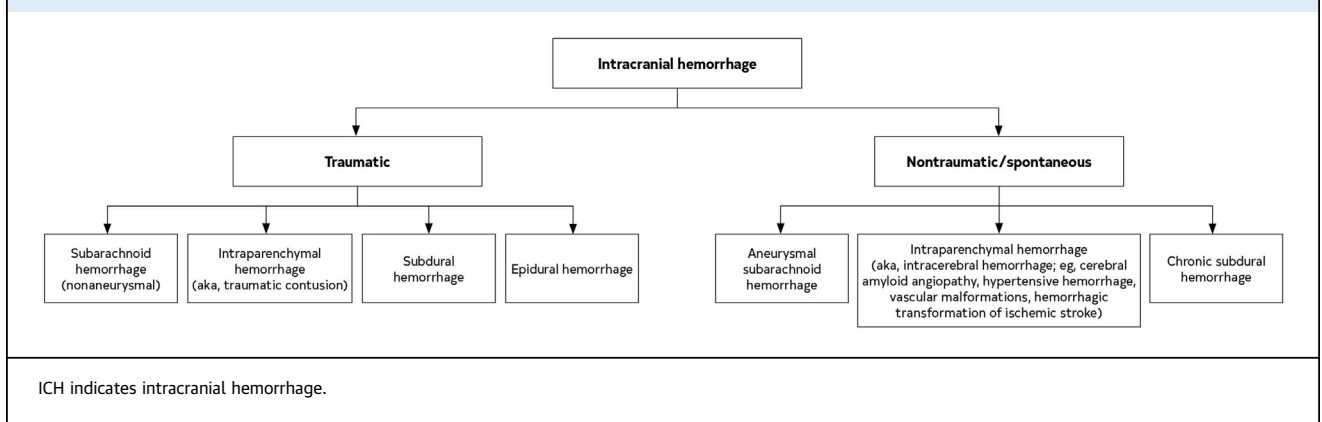 Intracranial hemorrhage
Traumatic
Nontraumatic/spontaneous
Subarachnoid
hemorrhage
(nonaneurysmal)
Intraparenchymal
hemorrhage
(aka, traumatic contusion)
Subdural
hemorrhage
Epidural hemorrhage
Aneurysmal
subarachnoid
hemorrhage
Intraparenchymal hemorrhage
(aka, intracerebral hemorrhage; eg, cerebral
amyloid angiopathy, hypertensive hemorrhage,
vascular malformations, hemorrhagic
transformation of ischemic stroke)
Chronic subdural
hemorrhage
ICH indicates intracranial hemorrhage.